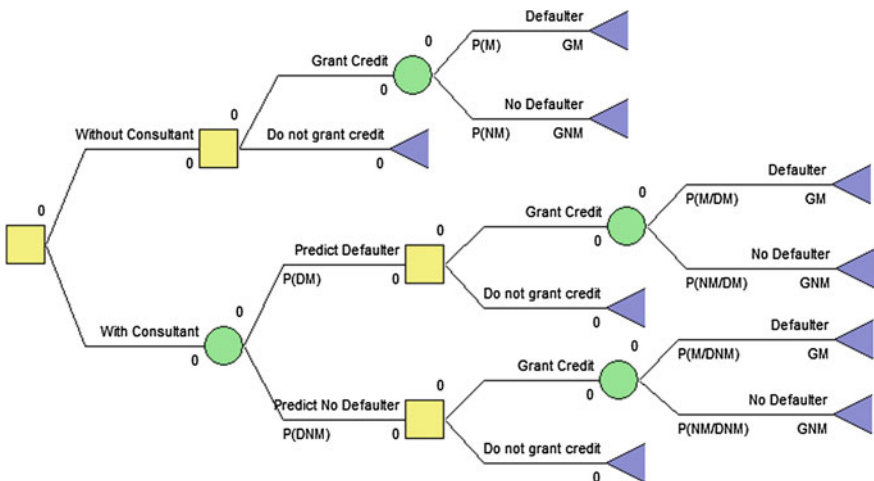 Defaulter
0
P(M) GM
Grant Credit
0
No Defaulter
0
P(NM) GNM
Without Consultant
0
Do not grant credit
0
0
0
Defaulter
0
P(M/DM) GM
Grant Credit
0
No Defaulter
0
P(NM/DM) GNM
Predict Defaulter
P(DM) 0
Do not grant credit
0
With Consultant
0
0
Defaulter
0
P(M/DNM) GM
Grant Credit
0
No Defaulter
0
P(NM/DNM) GNM
Predict No Defaulter
P(DNM) 0
Do not grant credit
0